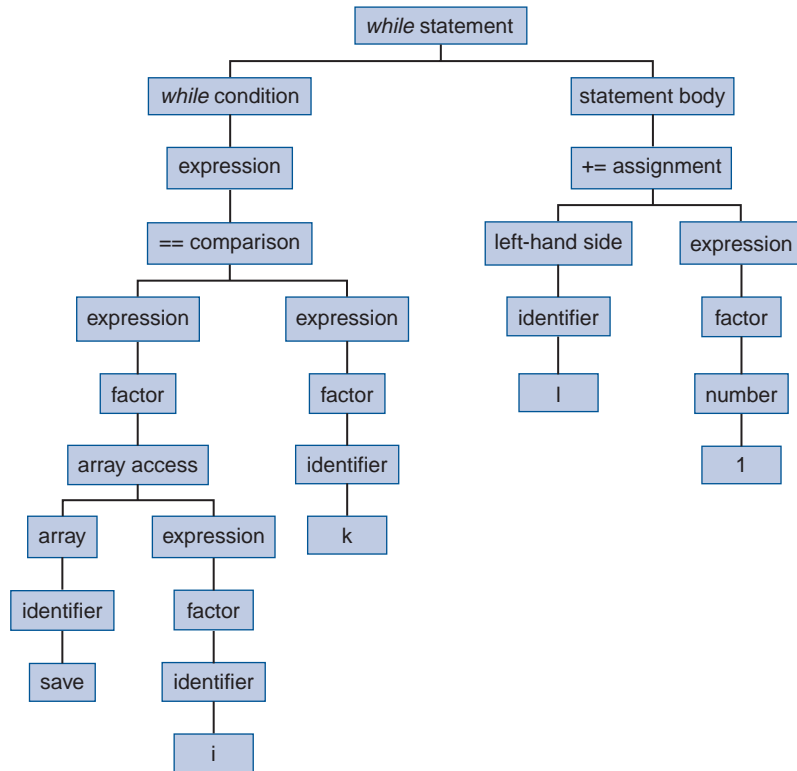 while statement
while condition
statement body
expression
+= assignment
== comparison
left-hand side
expression
expression
expression
identifier
factor
factor
factor
I
number
array access
identifier
1
array
expression
k
identifier
factor
save
identifier
i